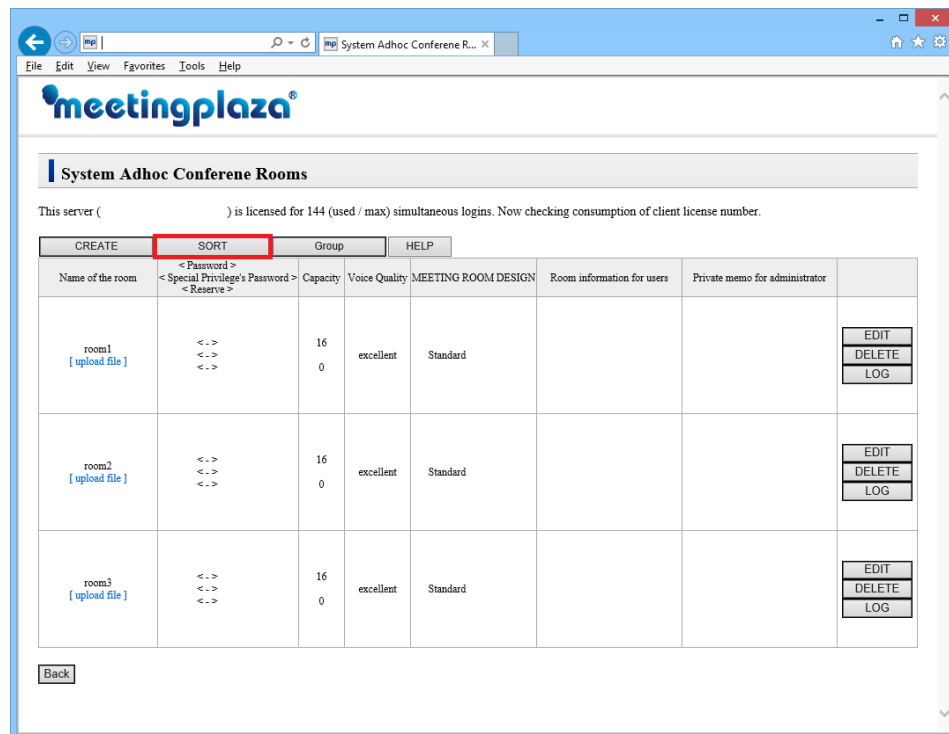 mp
mp System Adhoc Conferene R...
File Edit View Favorites Tools Help
meetingplaza®
System Adhoc Conferene Rooms
This server ( ) is licensed for 144 (used / max) simultaneous logins. Now checking consumption of client license number.
CREATE SORT Group HELP
Name of the room < Password > < Special Privilege's Password > < Reserve > Capacity Voice Quality MEETING ROOM DESIGN Room information for users Private memo for administrator
room1 [ upload file ] < - > < - > < - > 16 0 excellent Standard EDIT DELETE LOG
room2 [ upload file ] < - > < - > < - > 16 0 excellent Standard EDIT DELETE LOG
room3 [ upload file ] < - > < - > < - > 16 0 excellent Standard EDIT DELETE LOG
Back